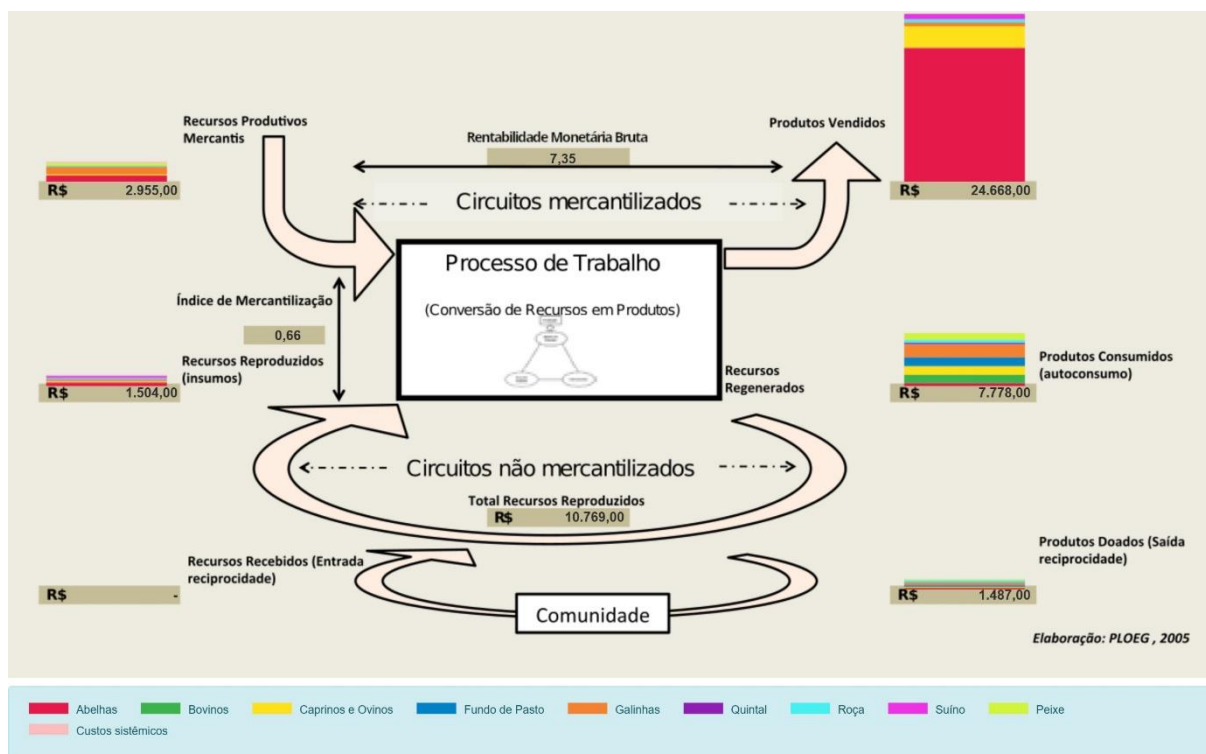 Recursos Produtivos
Mercantis
R$ 2.955,00
Rentabilidade Monetária Bruta
7,35
Produtos Vendidos
R$ 24.668,00
Circuitos mercantilizados
Processo de Trabalho
(Conversão de Recursos em Produtos)
Índice de Mercantilização
0,66
Recursos Reproduzidos
(insumos)
R$ 1.504,00
Recursos
Regenerados
Produtos Consumidos
(autoconsumo)
R$ 7.778,00
Circuitos não mercantilizados
Total Recursos Reproduzidos
R$ 10.769,00
Recursos Recebidos (Entrada
reciprocidade)
R$ -
Produtos Doados (Saída
reciprocidade)
R$ 1.487,00
Comunidade
Elaboração: PLOEG , 2005
Abelhas Bovinos Caprinos e Ovinos Fundo de Pasto Galinhas Quintal Roça Suíno Peixe
Custos sistêmicos